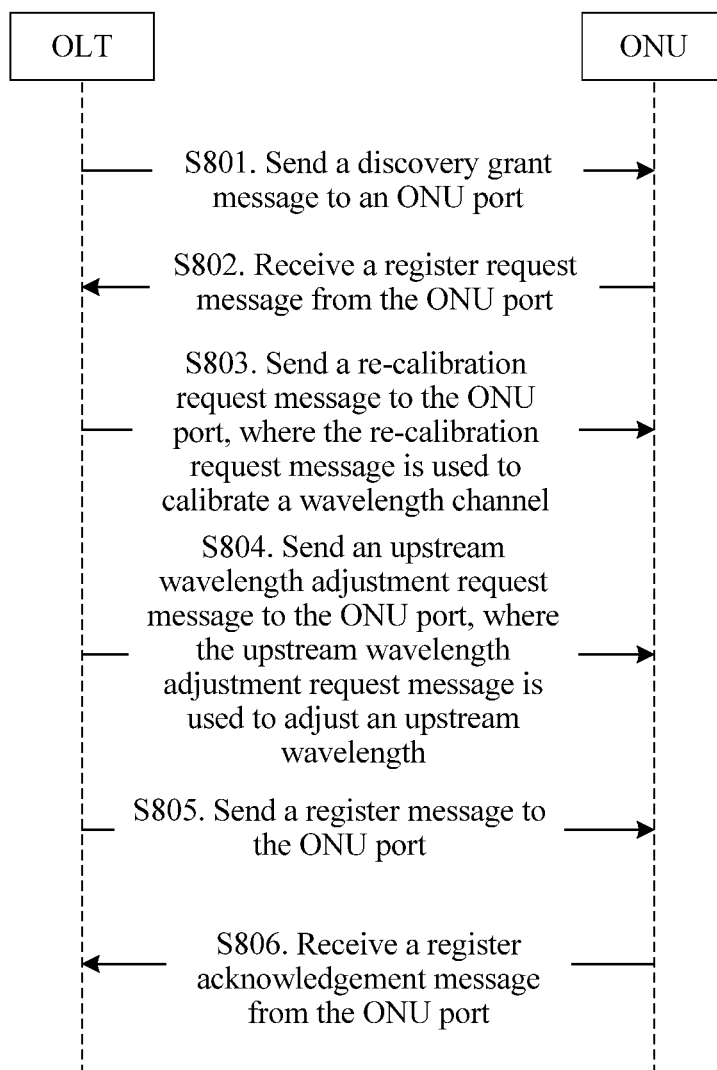 OLT
ONU
S801. Send a discovery grant
message to an ONU port
S802. Receive a register request
message from the ONU port
S803. Send a re-calibration
request message to the ONU
port, where the re-calibration
request message is used to
calibrate a wavelength channel
S804. Send an upstream
wavelength adjustment request
message to the ONU port, where
the upstream wavelength
adjustment request message is
used to adjust an upstream
wavelength
S805. Send a register message to
the ONU port
S806. Receive a register
acknowledgement message
from the ONU port